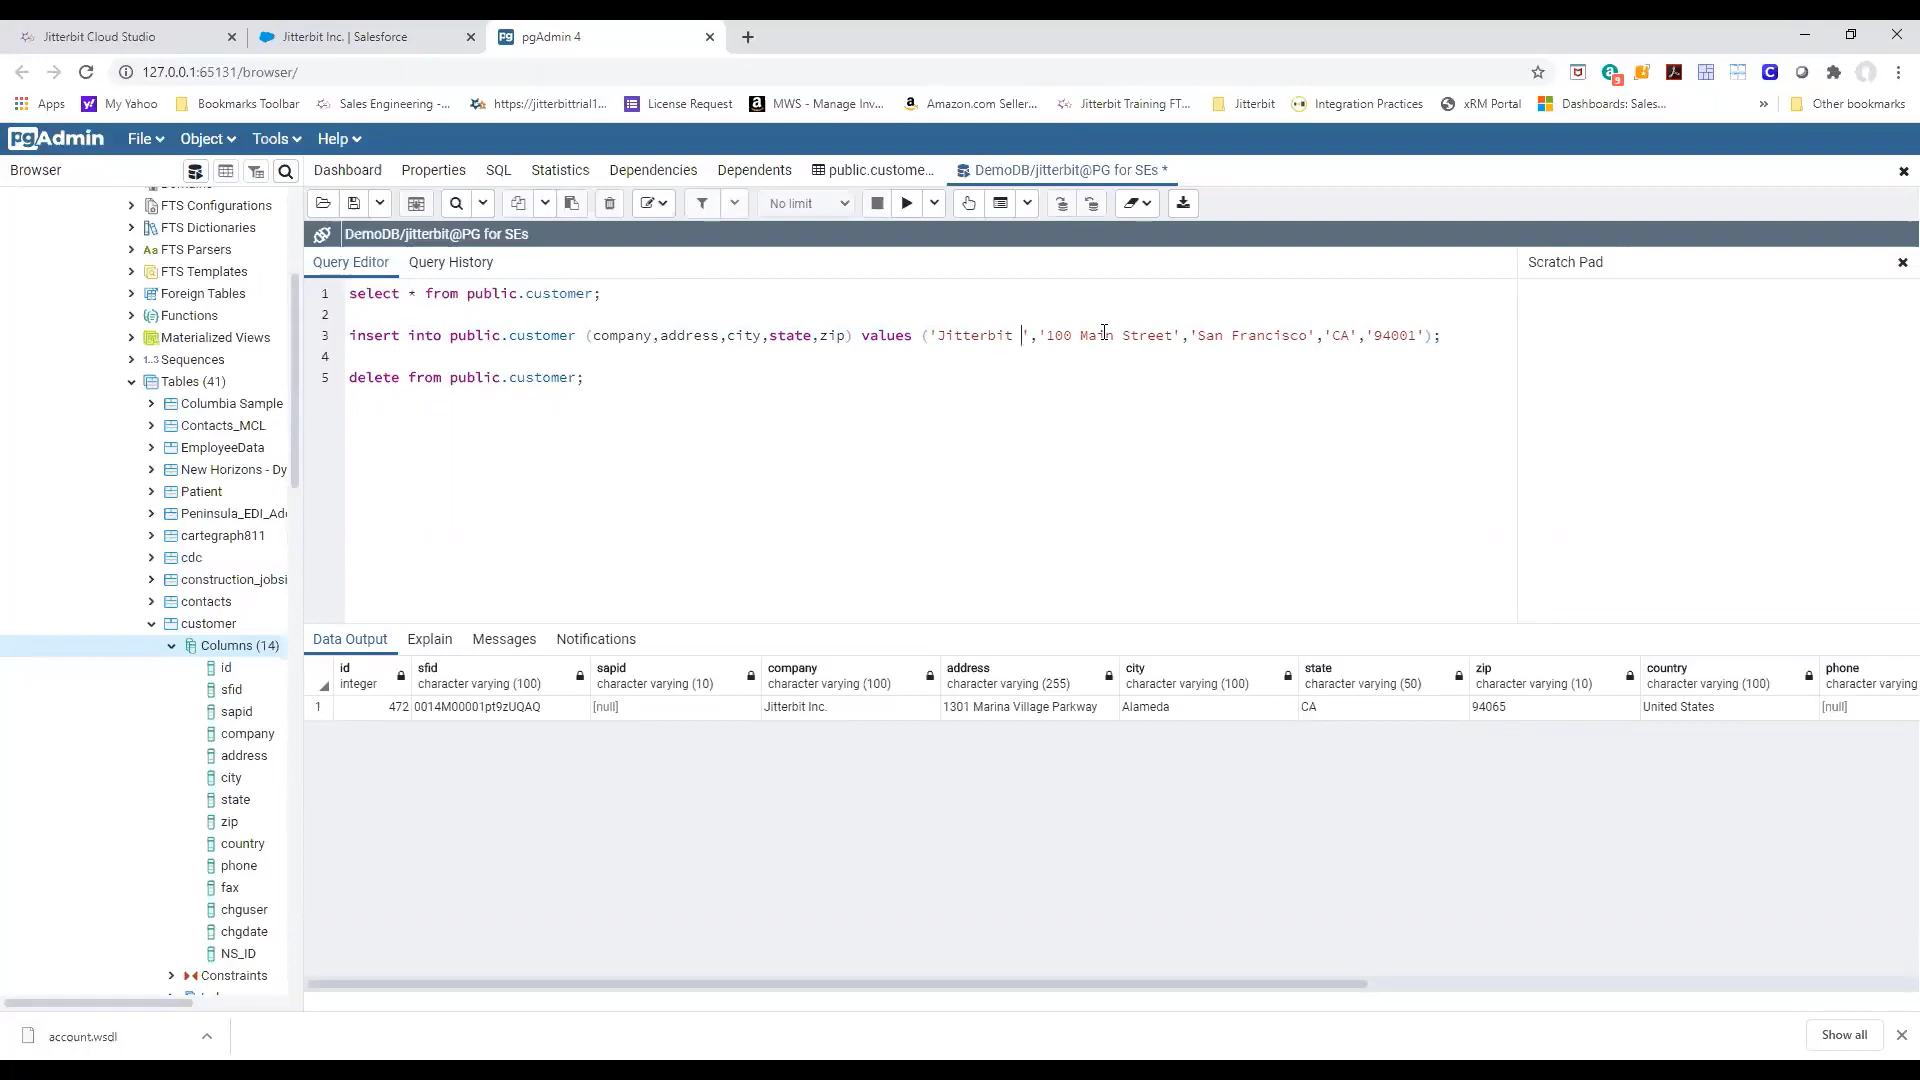 Jitterbit Cloud Studio
Jitterbit Inc. | Salesforce
pgAdmin 4
127.0.0.1:65131/browser/
Apps
My Yahoo
Bookmarks Toolbar
Sales Engineering -...
https://jitterbittrial1...
License Request
MWS - Manage Inv...
Amazon.com Seller...
Jitterbit Training FT...
Jitterbit
Integration Practices
xRM Portal
Dashboards: Sales...
Other bookmarks
pgAdmin
File
Object
Tools
Help
Browser
Dashboard
Properties
SQL
Statistics
Dependencies
Dependents
public.custome...
DemoDB/jitterbit@PG for SEs *
No limit
DemoDB/jitterbit@PG for SEs
Query Editor
Query History
Scratch Pad
1 select * from public.customer;
2
3 insert into public.customer (company,address,city,state,zip) values ('Jitterbit ','100 Main Street','San Francisco','CA','94001');
4
5 delete from public.customer;
FTS Configurations
FTS Dictionaries
FTS Parsers
FTS Templates
Foreign Tables
Functions
Materialized Views
Sequences
Tables (41)
Columbia Sample
Contacts_MCL
EmployeeData
New Horizons - Dy
Patient
Peninsula_EDI_Ad
cartegraph811
cdc
construction_jobsi
contacts
customer
Columns (14)
id
sfid
sapid
company
address
city
state
zip
country
phone
fax
chguser
chgdate
NS_ID
Constraints
Data Output
Explain
Messages
Notifications
id integer
sfid character varying (100)
sapid character varying (10)
company character varying (100)
address character varying (255)
city character varying (100)
state character varying (50)
zip character varying (10)
country character varying (100)
phone character varying
1 472 0014M00001pt9zUQAQ [null] Jitterbit Inc. 1301 Marina Village Parkway Alameda CA 94065 United States [null]
account.wsdl
Show all